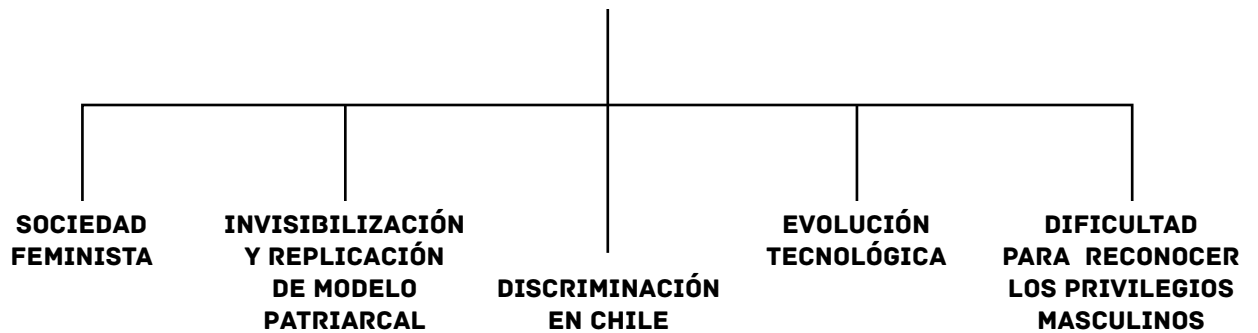 SOCIEDAD
FEMINISTA
INVISIBILIZACIÓN
Y REPLICACIÓN
DE MODELO
PATRIARCAL
DISCRIMINACIÓN
EN CHILE
EVOLUCIÓN
TECNOLÓGICA
DIFICULTAD
PARA RECONOCER
LOS PRIVILEGIOS
MASCULINOS